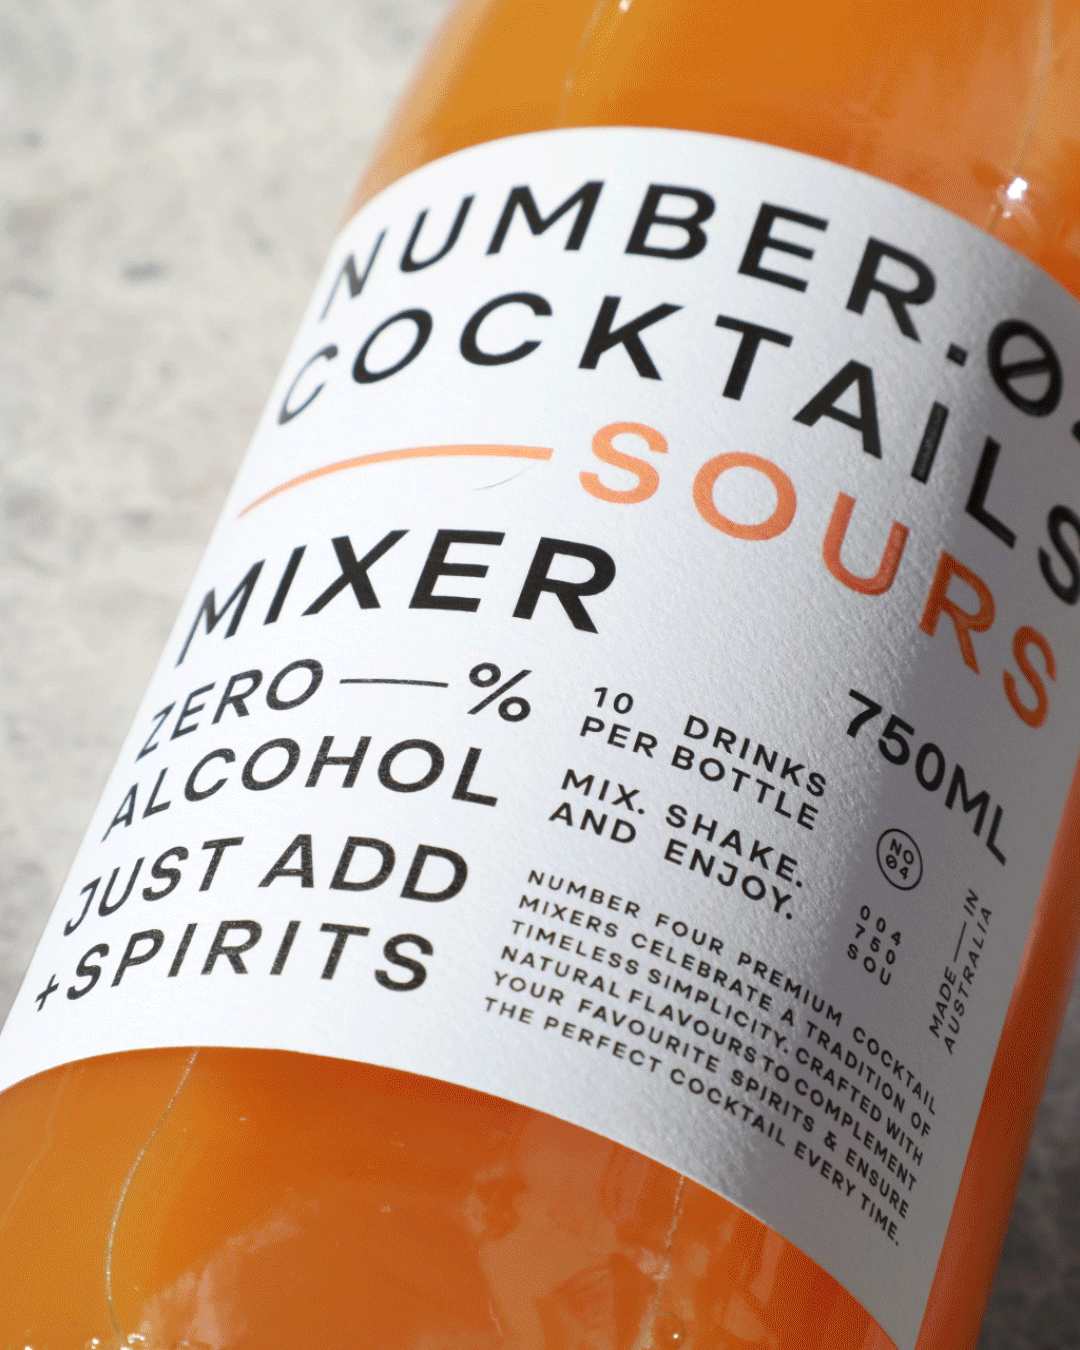 NUMBER.0
COCKTAILS
— SOURS
MIXER
ZERO — %
ALCOHOL
JUST ADD
+SPIRITS
10 DRINKS
PER BOTTLE
MIX. SHAKE.
AND ENJOY.
750ML
NO
04
004
750
SOU
MADE — IN
AUSTRALIA
NUMBER FOUR PREMIUM COCKTAIL
MIXERS CELEBRATE A TRADITION OF
TIMELESS SIMPLICITY. CRAFTED WITH
NATURAL FLAVOURS TO COMPLEMENT
YOUR FAVOURITE SPIRITS & ENSURE
THE PERFECT COCKTAIL EVERY TIME.